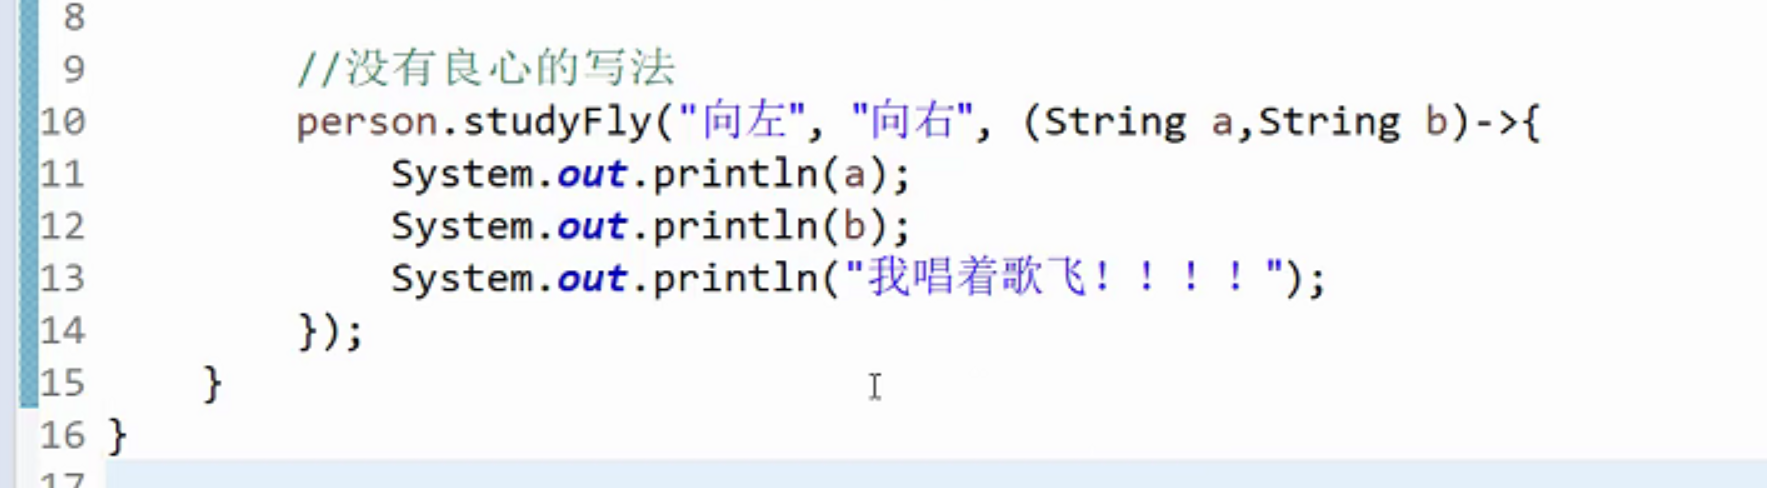 8
9 //没有良心的写法
10 person.studyFly("向左", "向右", (String a,String b)->{
11 System.out.println(a);
12 System.out.println(b);
13 System.out.println("我唱着歌飞！！！！");
14 });
15 }
16 }
17